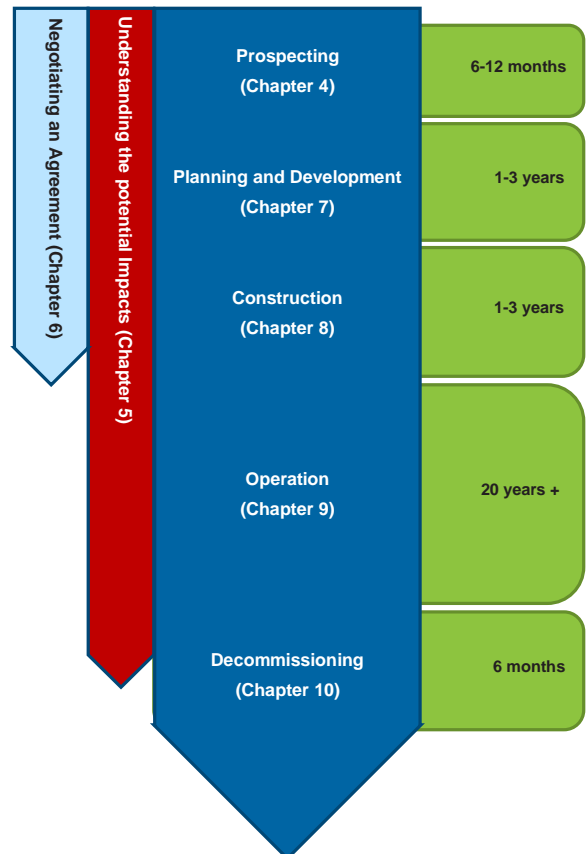 Negotiating an Agreement (Chapter 6)
Understanding the potential Impacts (Chapter 5)
Prospecting
(Chapter 4)
6-12 months
Planning and Development
(Chapter 7)
1-3 years
Construction
(Chapter 8)
1-3 years
Operation
(Chapter 9)
20 years +
Decommissioning
(Chapter 10)
6 months